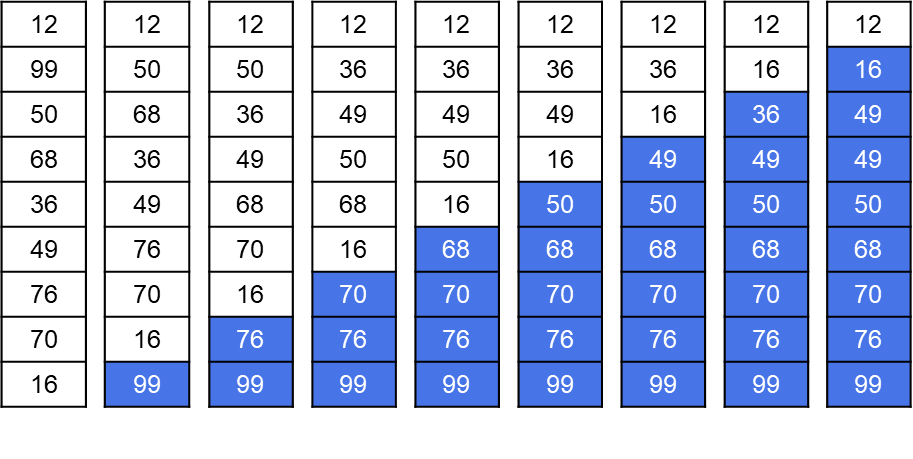 12 12 12 12 12 12 12 12 12
99 50 50 36 36 36 36 16 16
50 68 36 49 49 49 16 36 49
68 36 49 50 50 16 49 49 49
36 49 68 68 16 50 50 50 50
49 76 70 16 68 68 68 68 68
76 70 16 70 70 70 70 70 70
70 16 76 76 76 76 76 76 76
16 99 99 99 99 99 99 99 99